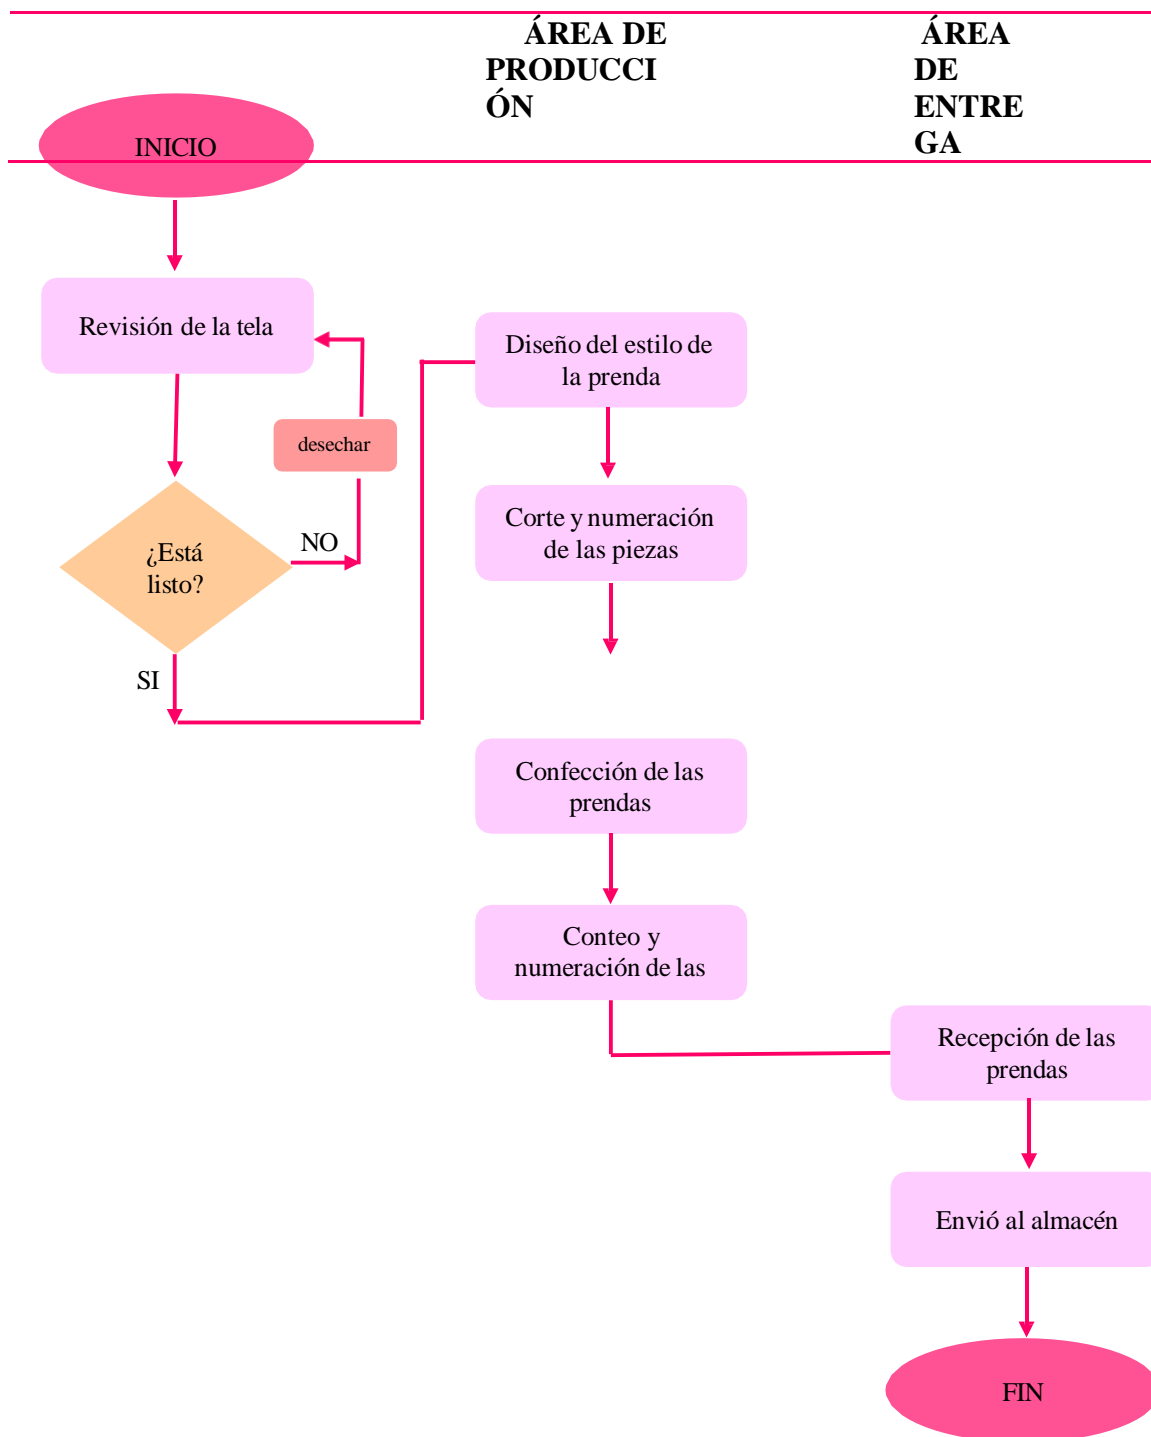 ÁREA DE
PRODUCCI
ÓN
ÁREA
DE
ENTRE
GA
INICIO
Revisión de la tela
desechar
¿Está
listo?
NO
SI
Diseño del estilo de
la prenda
Corte y numeración
de las piezas
Confección de las
prendas
Conteo y
numeración de las
Recepción de las
prendas
Envió al almacén
FIN